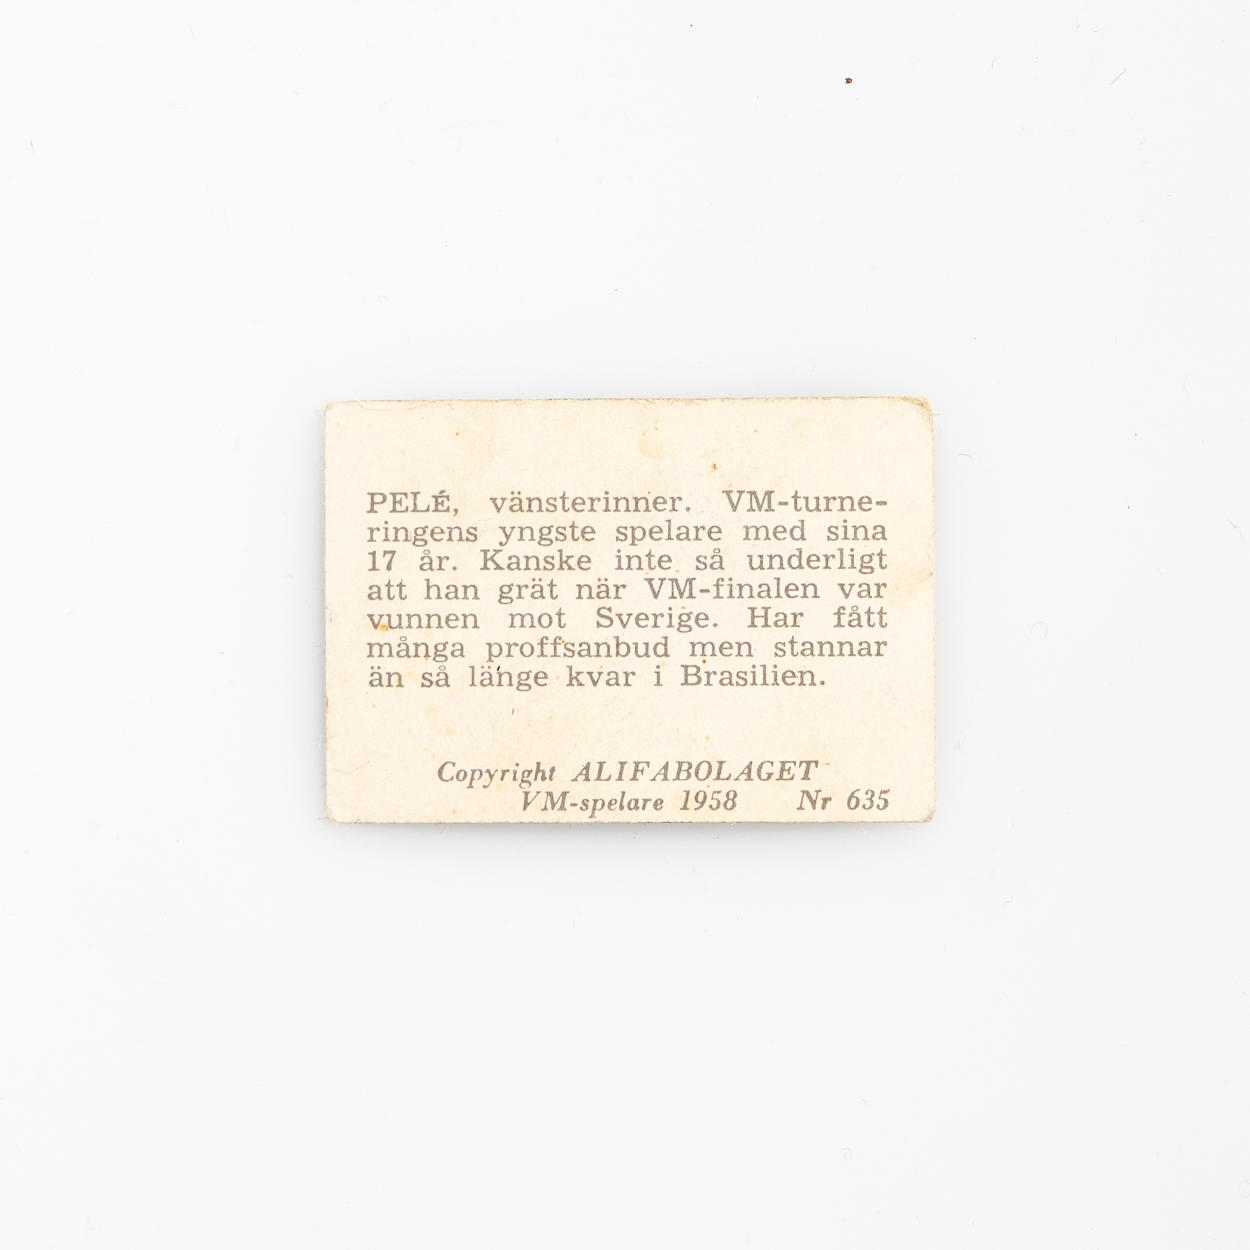 PELÉ, vänsterinner. VM-turne-
ringens yngste spelare med sina
17 år. Kanske inte så underligt
att han grät när VM-finalen var
vunnen mot Sverige. Har fått
många proffsanbud men stannar
än så länge kvar i Brasilien.
Copyright ALIFABOLAGET
VM-spelare 1958 Nr 635